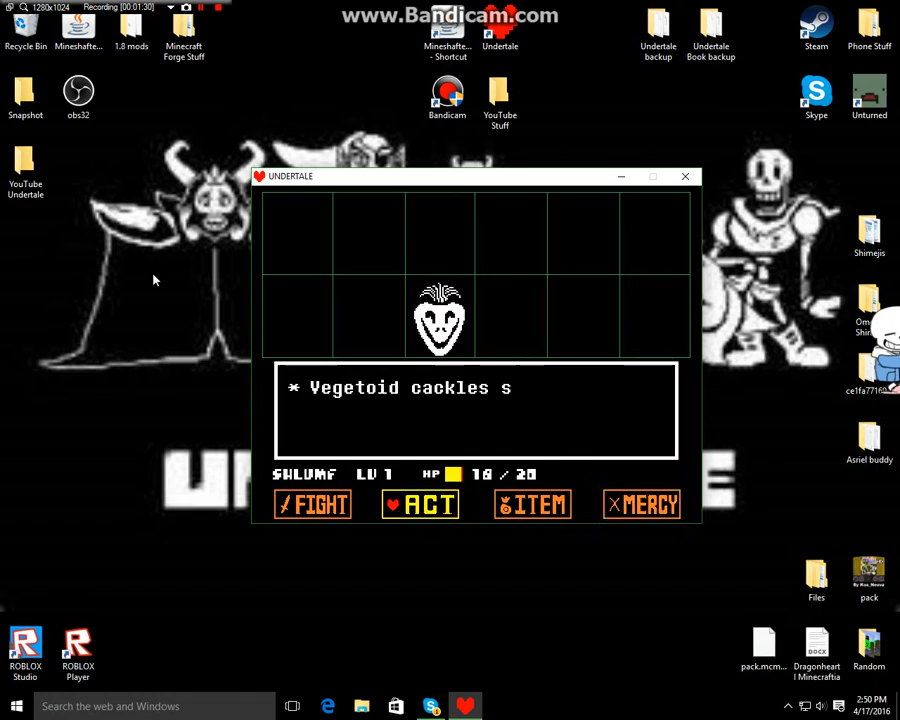 1280x1024
Recording [00:01:30]
www.Bandicam.com
Recycle Bin
Mineshafte...
1.8 mods
Minecraft
Forge Stuff
Mineshafte...
- Shortcut
Undertale
Undertale
backup
Undertale
Book backup
Steam
Phone Stuff
Snapshot
obs32
Bandicam
YouTube
Stuff
Skype
Unturned
YouTube
Undertale
UNDERTALE
Shimejis
* Vegetoid cackles s
LV 1
HP
18 / 20
FIGHT
ACT
ITEM
MERCY
Asriel buddy
Files
pack
ROBLOX
Studio
ROBLOX
Player
pack.mcm...
DOCX
Dragonheart
| Minecraftia
Random
Search the web and Windows
2:50 PM
4/17/2016